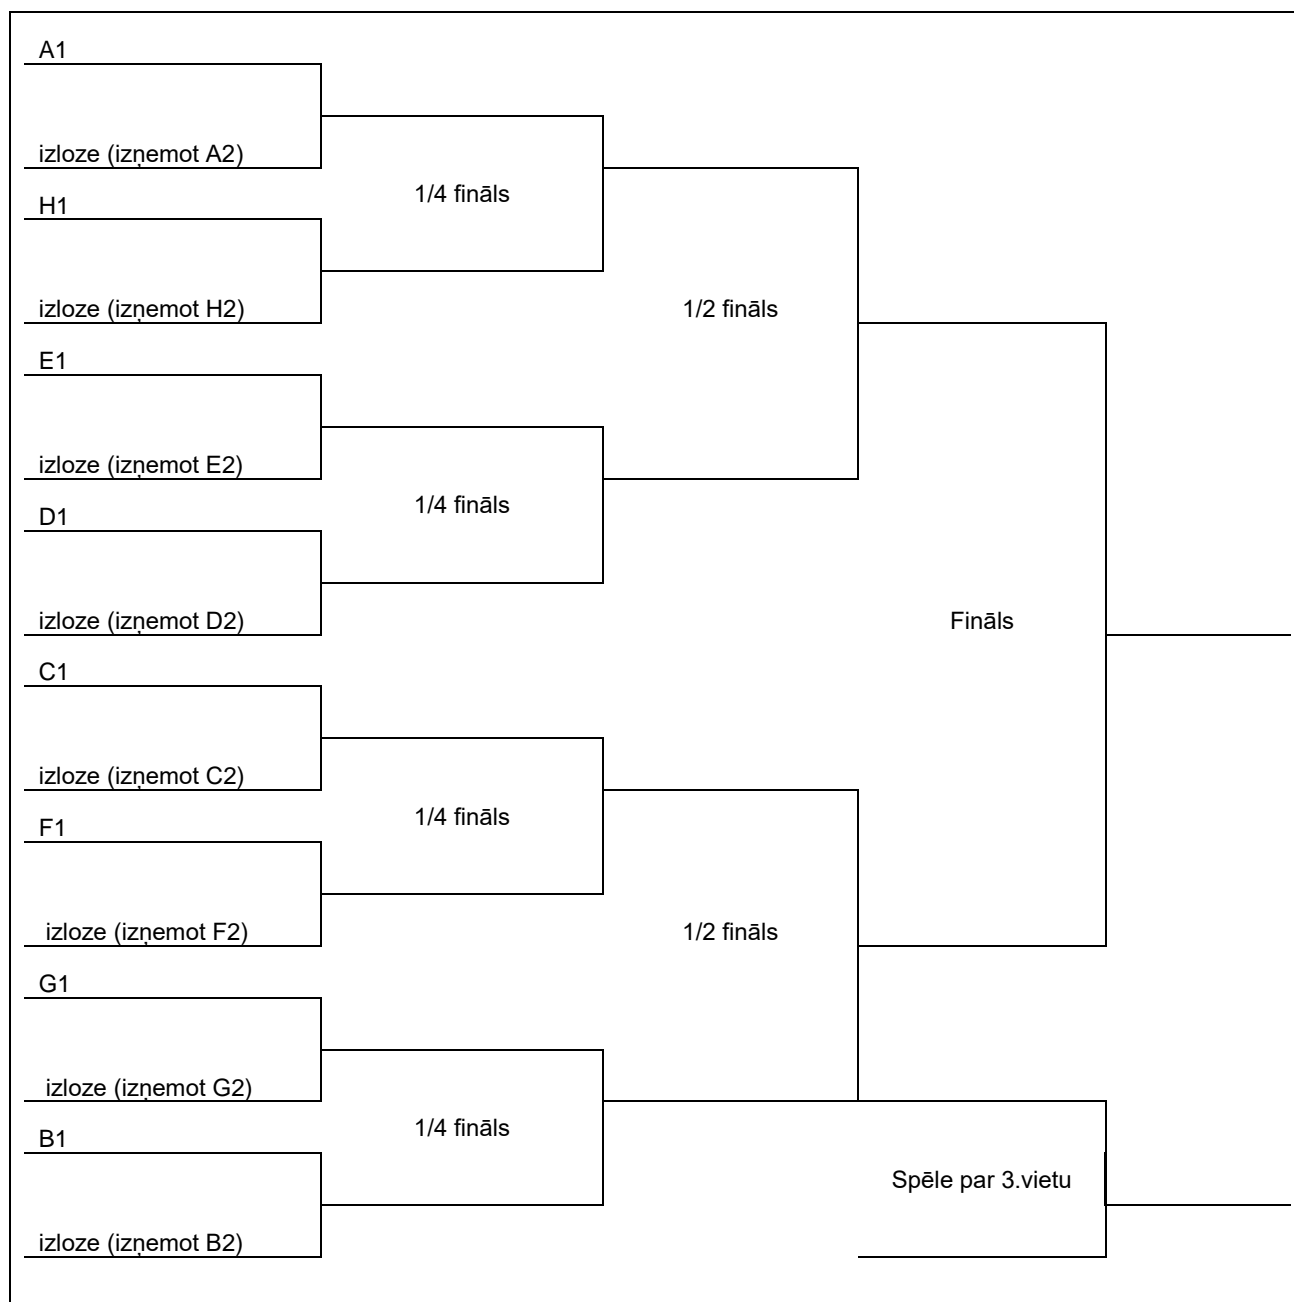 A1
izloze (izņemot A2)
1/4 fināls
H1
izloze (izņemot H2)
1/2 fināls
E1
izloze (izņemot E2)
1/4 fināls
D1
izloze (izņemot D2)
Fināls
C1
izloze (izņemot C2)
1/4 fināls
F1
izloze (izņemot F2)
1/2 fināls
G1
izloze (izņemot G2)
1/4 fināls
B1
Spēle par 3.vietu
izloze (izņemot B2)